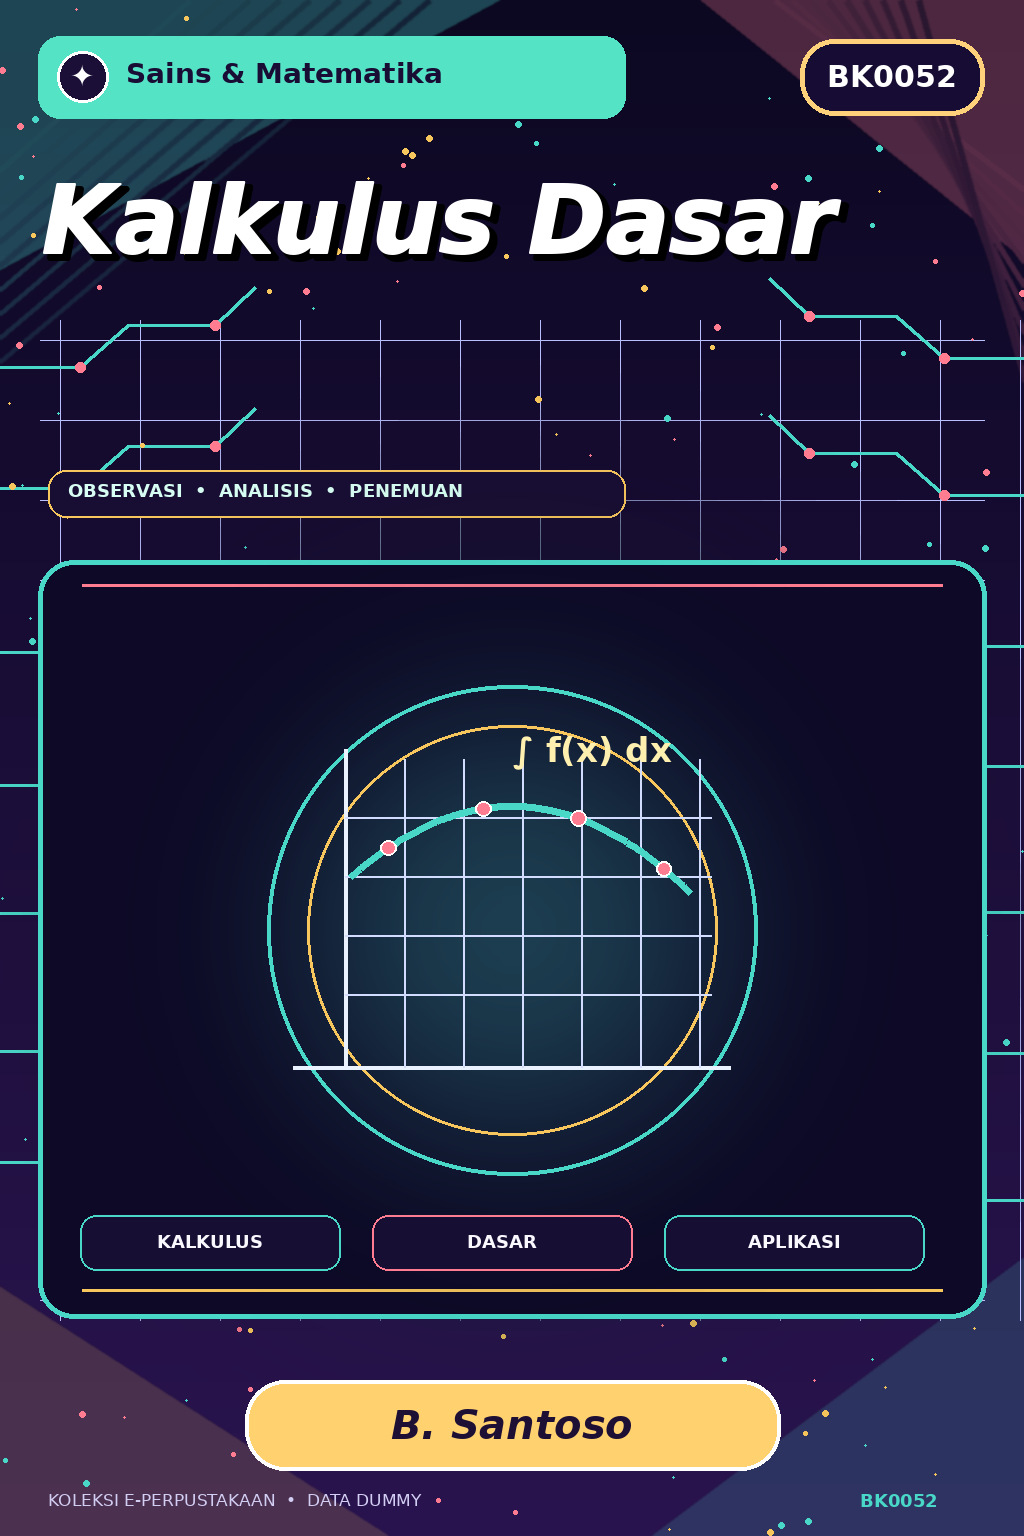 Sains & Matematika
BK0052
Kalkulus Dasar
OBSERVASI • ANALISIS • PENEMUAN
∫ f(x) dx
KALKULUS
DASAR
APLIKASI
B. Santoso
KOLEKSI E-PERPUSTAKAAN • DATA DUMMY
BK0052